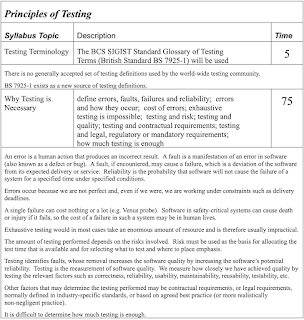 Principles of Testing
Syllabus Topic Description Time
Testing Terminology The BCS SIGIST Standard Glossary of Testing 5
Terms (British Standard BS 7925-1) will be used
There is no generally accepted set of testing definitions used by the world-wide testing community.
BS 7925-1 exists as a new source of testing definitions.
Why Testing is define errors, faults, failures and reliability; errors 75
Necessary and how they occur; cost of errors; exhaustive
testing is impossible; testing and risk; testing and
quality; testing and contractual requirements; testing
and legal, regulatory or mandatory requirements;
how much testing is enough
An error is a human action that produces an incorrect result. A fault is a manifestation of an error in software
(also known as a defect or bug). A fault, if encountered, may cause a failure, which is a deviation of the software
from its expected delivery or service. Reliability is the probability that software will not cause the failure of a
system for a specified time under specified conditions.
Errors occur because we are not perfect and, even if we were, we are working under constraints such as delivery
deadlines.
A single failure can cost nothing or a lot (e.g. Venus probe). Software in safety-critical systems can cause death
or injury if it fails, so the cost of a failure in such a system may be in human lives.
Exhaustive testing would in most cases take an enormous amount of resource and is therefore usually impractical.
The amount of testing performed depends on the risks involved. Risk must be used as the basis for allocating the
test time that is available and for selecting what to test and where to place emphasis.
Testing identifies faults, whose removal increases the software quality by increasing the software's potential
reliability. Testing is the measurement of software quality. We measure how closely we have achieved quality by
testing the relevant factors such as correctness, reliability, usability, maintainability, reusability, testability, etc.
Other factors that may determine the testing performed may be contractual requirements, or legal requirements,
normally defined in industry-specific standards, or based on agreed best practice (or more realistically
non-negligent practice).
It is difficult to determine how much testing is enough.